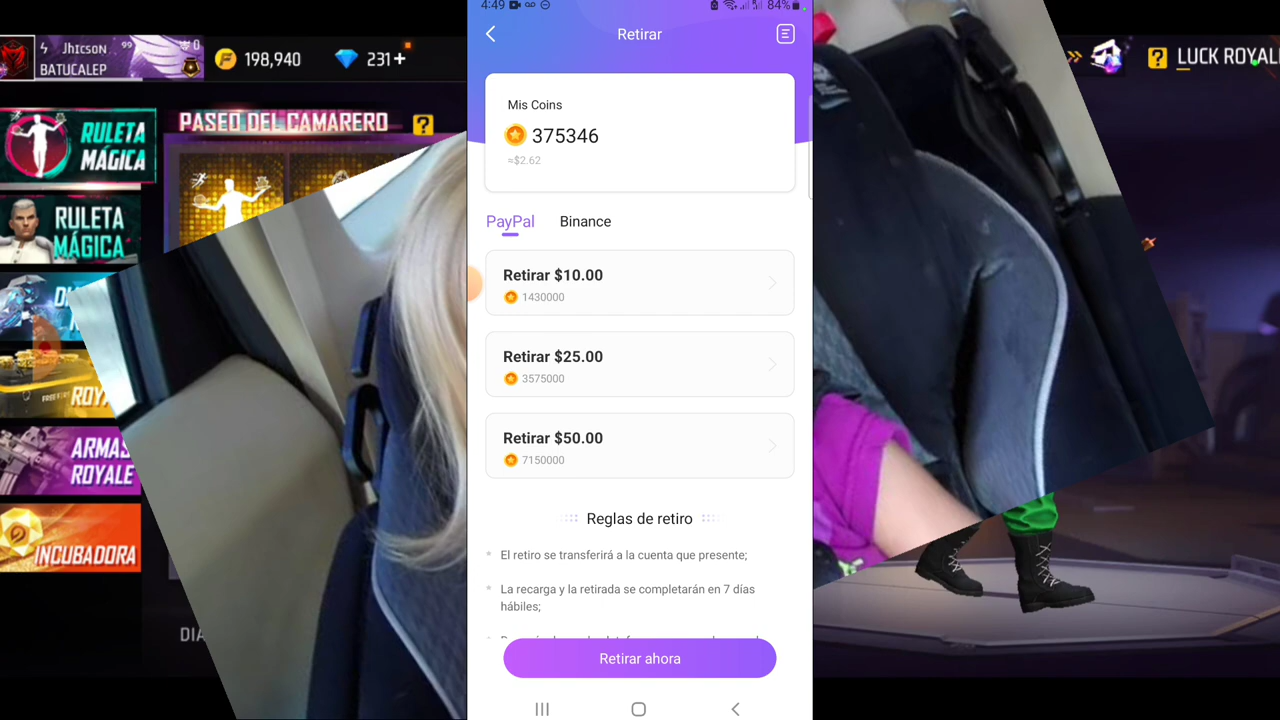 Jhicson
99
0
BATUCALEP
198,940
231+
RULETA
MÁGICA
RULETA
MÁGICA
ARMAS
ROYALE
INCUBADORA
PASEO DEL CAMARERO
?
4:49
84%
Retirar
Mis Coins
375346
≈$2.62
PayPal
Binance
Retirar $10.00
1430000
Retirar $25.00
3575000
Retirar $50.00
7150000
Reglas de retiro
* El retiro se transferirá a la cuenta que presente;
* La recarga y la retirada se completarán en 7 días
hábiles;
Retirar ahora
?
LUCK ROYAL